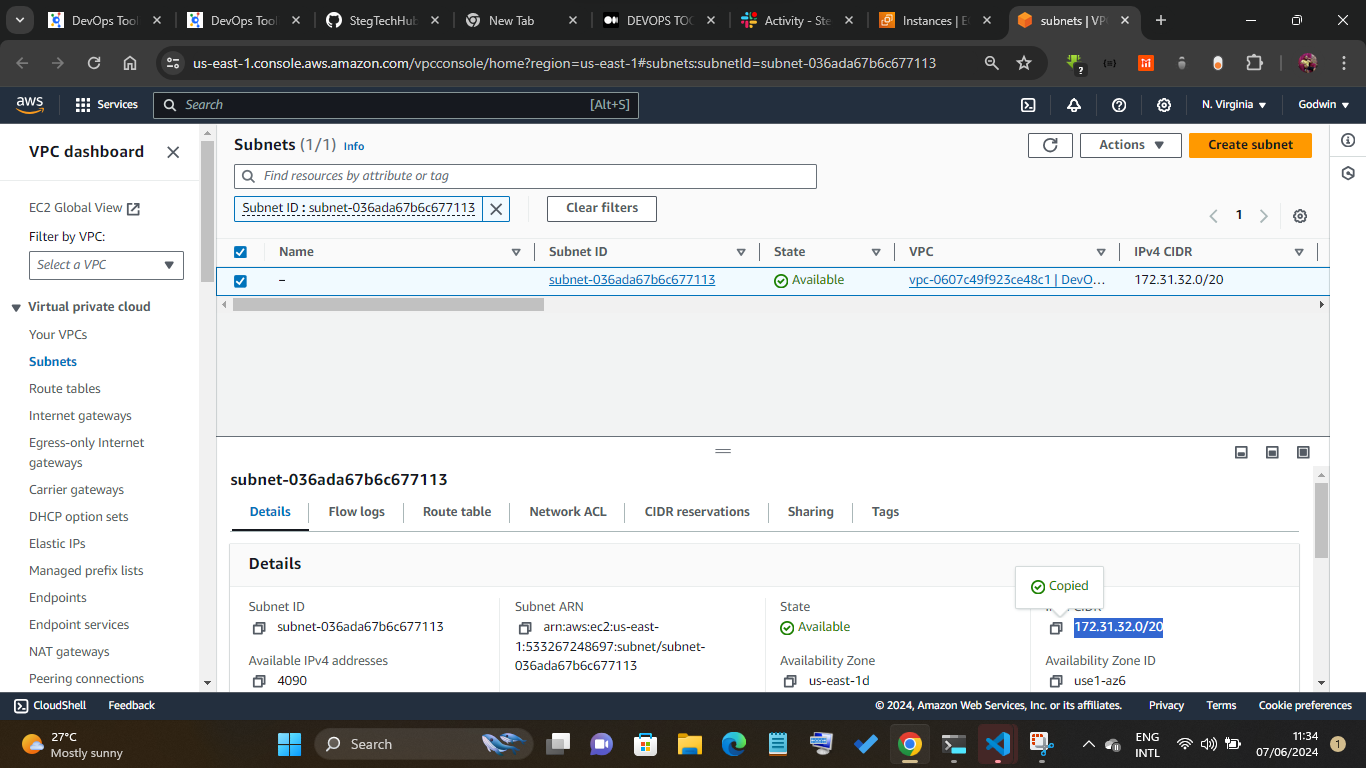 DevOps Tool
DevOps Tool
StegTechHub
New Tab
DEVOPS TOO
Activity - Ste
Instances | E
subnets | VP
us-east-1.console.aws.amazon.com/vpcconsole/home?region=us-east-1#subnets:subnetId=subnet-036ada67b6c677113
aws
Services
Search
[Alt+S]
N. Virginia
Godwin
VPC dashboard
EC2 Global View
Filter by VPC:
Select a VPC
Virtual private cloud
Your VPCs
Subnets
Route tables
Internet gateways
Egress-only Internet
gateways
Carrier gateways
DHCP option sets
Elastic IPs
Managed prefix lists
Endpoints
Endpoint services
NAT gateways
Peering connections
Subnets (1/1) Info
Actions
Create subnet
Find resources by attribute or tag
Subnet ID : subnet-036ada67b6c677113
Clear filters
1
Name
Subnet ID
State
VPC
IPv4 CIDR
–
subnet-036ada67b6c677113
Available
vpc-0607c49f923ce48c1 | DevO...
172.31.32.0/20
subnet-036ada67b6c677113
Details
Flow logs
Route table
Network ACL
CIDR reservations
Sharing
Tags
Details
Copied
Subnet ID
subnet-036ada67b6c677113
Subnet ARN
arn:aws:ec2:us-east-
1:533267248697:subnet/subnet-
036ada67b6c677113
State
Available
172.31.32.0/20
Available IPv4 addresses
4090
Availability Zone
us-east-1d
Availability Zone ID
use1-az6
CloudShell
Feedback
© 2024, Amazon Web Services, Inc. or its affiliates.
Privacy
Terms
Cookie preferences
27°C
Mostly sunny
Search
ENG
INTL
11:34
07/06/2024
1